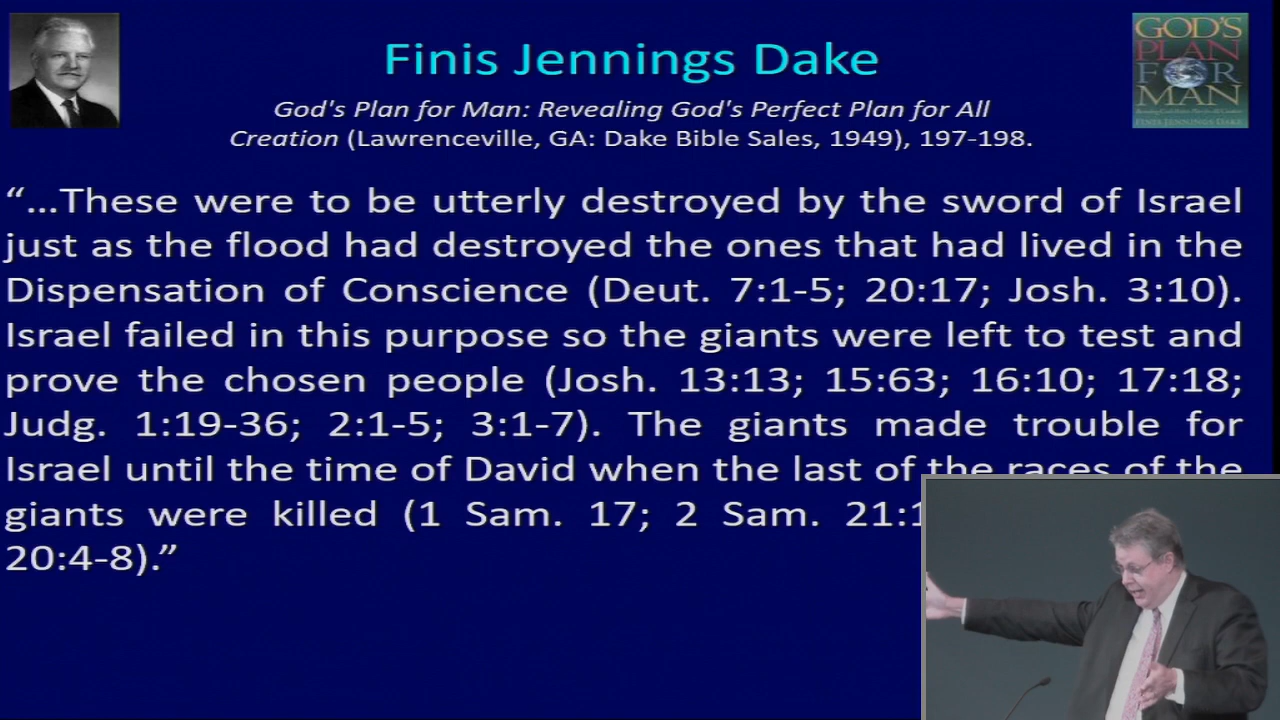 Finis Jennings Dake
God's Plan for Man: Revealing God's Perfect Plan for All
Creation (Lawrenceville, GA: Dake Bible Sales, 1949), 197-198.
GOD'S
PLAN
FOR
MAN
FINIS JENNINGS DAKE
“…These were to be utterly destroyed by the sword of Israel
just as the flood had destroyed the ones that had lived in the
Dispensation of Conscience (Deut. 7:1-5; 20:17; Josh. 3:10).
Israel failed in this purpose so the giants were left to test and
prove the chosen people (Josh. 13:13; 15:63; 16:10; 17:18;
Judg. 1:19-36; 2:1-5; 3:1-7). The giants made trouble for
Israel until the time of David when the last of the races of the
giants were killed (1 Sam. 17; 2 Sam.
20:4-8).”